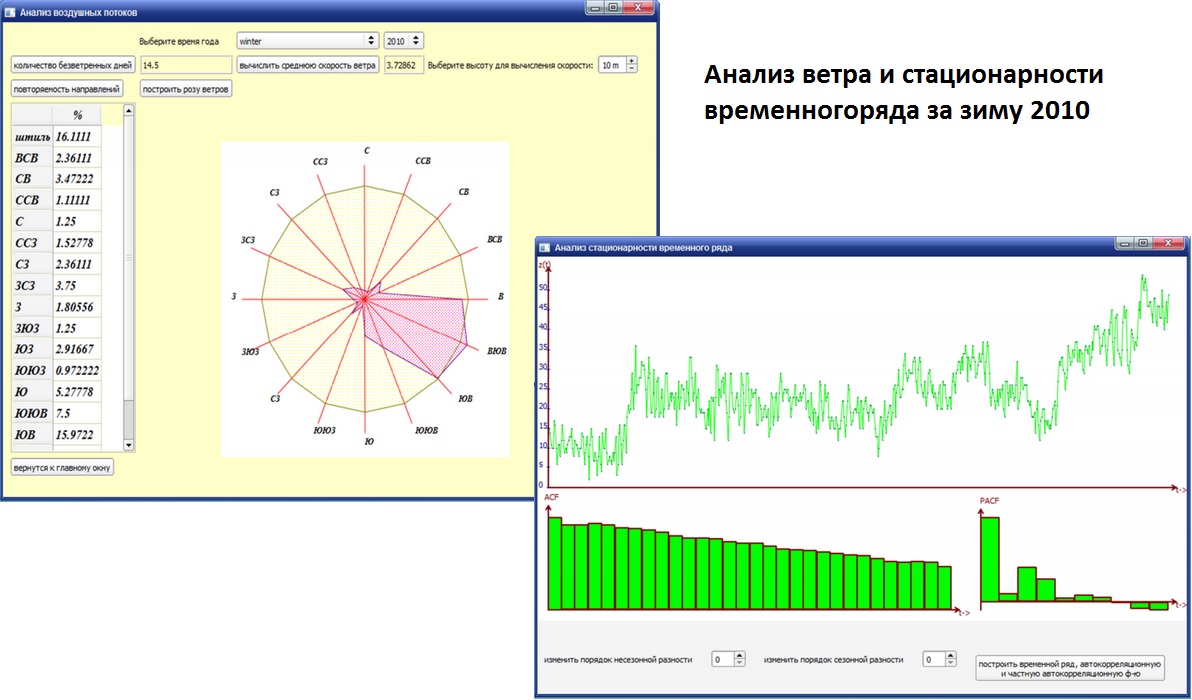 Анализ воздушных потоков
Выберите время года
winter
2010
количество безветренных дней
14.5
вычислить среднюю скорость ветра
3.72862
Выберите высоту для вычисления скорости:
10 m
повторяемость направлений
построить розу ветров
%
штиль 16.1111
ВСВ 2.36111
СВ 3.47222
ССВ 1.11111
С 1.25
ССЗ 1.52778
СЗ 2.36111
ЗСЗ 3.75
З 1.80556
ЗЮЗ 1.25
ЮЗ 2.91667
ЮЮЗ 0.972222
Ю 5.27778
ЮЮВ 7.5
ЮВ 15.9722
вернутся к главному окну
С
ССВ
СВ
ВСВ
В
ВЮВ
ЮВ
ЮЮВ
Ю
ЮЮЗ
СЗ
ЗЮЗ
З
ЗСЗ
СЗ
ССЗ
Анализ ветра и стационарности
временногоряда за зиму 2010
Анализ стационарности временного ряда
z(t)
50
45
40
35
30
25
20
15
10
5
0
t->
ACF
t->
PACF
t->
изменить порядок несезонной разности
0
изменить порядок сезонной разности
0
построить временной ряд, автокорреляционную
и частную автокорреляционную ф-ю